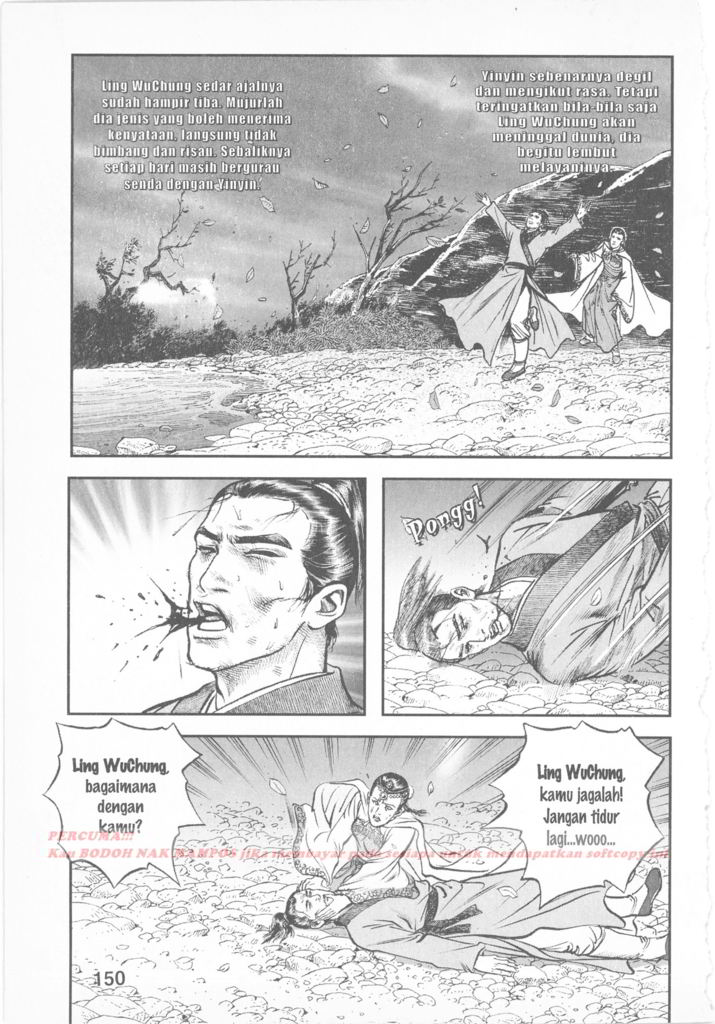 Ling WuChung sedar ajalnya
sudah hampir tiba. Mujurlah
dia jenis yang boleh menerima
kenyataan, langsung tidak
bimbang dan risau. Sebaliknya
setiap hari masih bergurau
senda dengan Yinyin.
Yinyin sebenarnya degil
dan mengikut rasa. Tetapi
teringatkan bila-bila saja
Ling WuChung akan
meninggal dunia, dia
begitu lembut
melayaninya.
Pongg!
Ling WuChung,
bagaimana
dengan
kamu?
Ling WuChung,
kamu jagalah!
Jangan tidur
lagi...wooo...
PERCUMA!!!
Kau BODOH NAK MAMPOS jika membayar pada sesiapa untuk mendapatkan softcopy ini
150